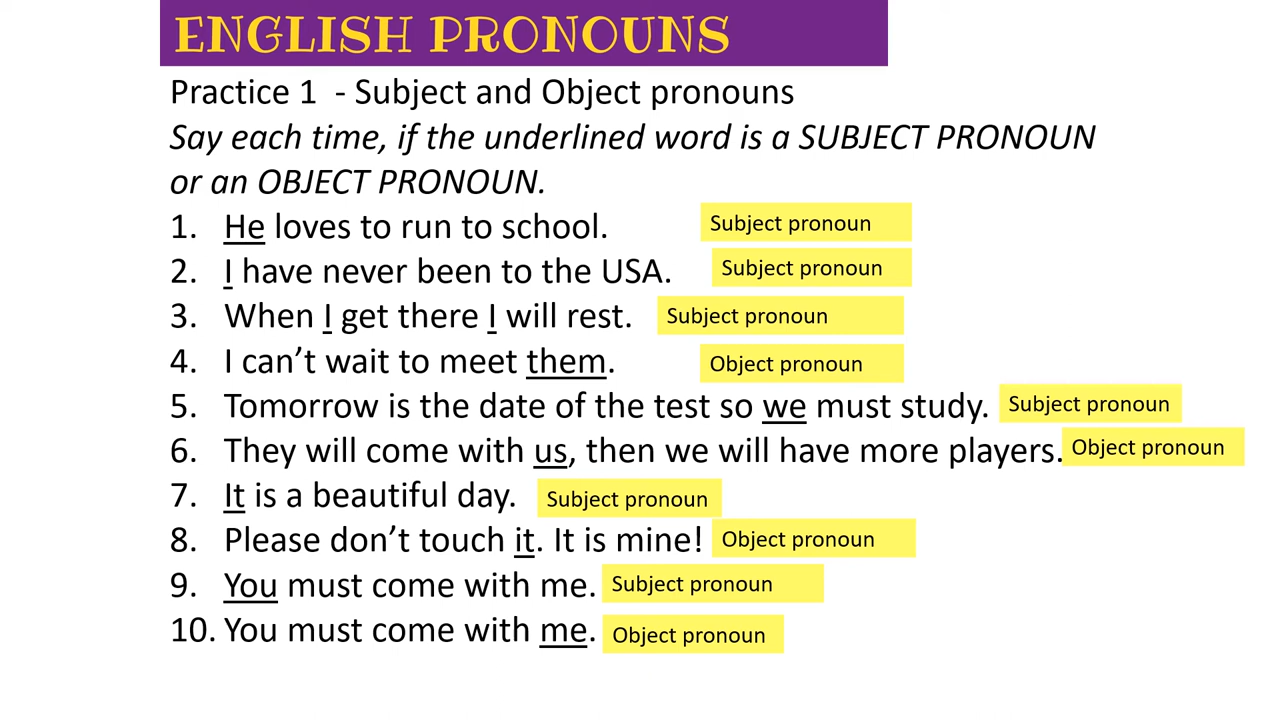 ENGLISH PRONOUNS
Practice 1 - Subject and Object pronouns
Say each time, if the underlined word is a SUBJECT PRONOUN
or an OBJECT PRONOUN.
1. He loves to run to school. Subject pronoun
2. I have never been to the USA. Subject pronoun
3. When I get there I will rest. Subject pronoun
4. I can’t wait to meet them. Object pronoun
5. Tomorrow is the date of the test so we must study. Subject pronoun
6. They will come with us, then we will have more players. Object pronoun
7. It is a beautiful day. Subject pronoun
8. Please don’t touch it. It is mine! Object pronoun
9. You must come with me. Subject pronoun
10. You must come with me. Object pronoun